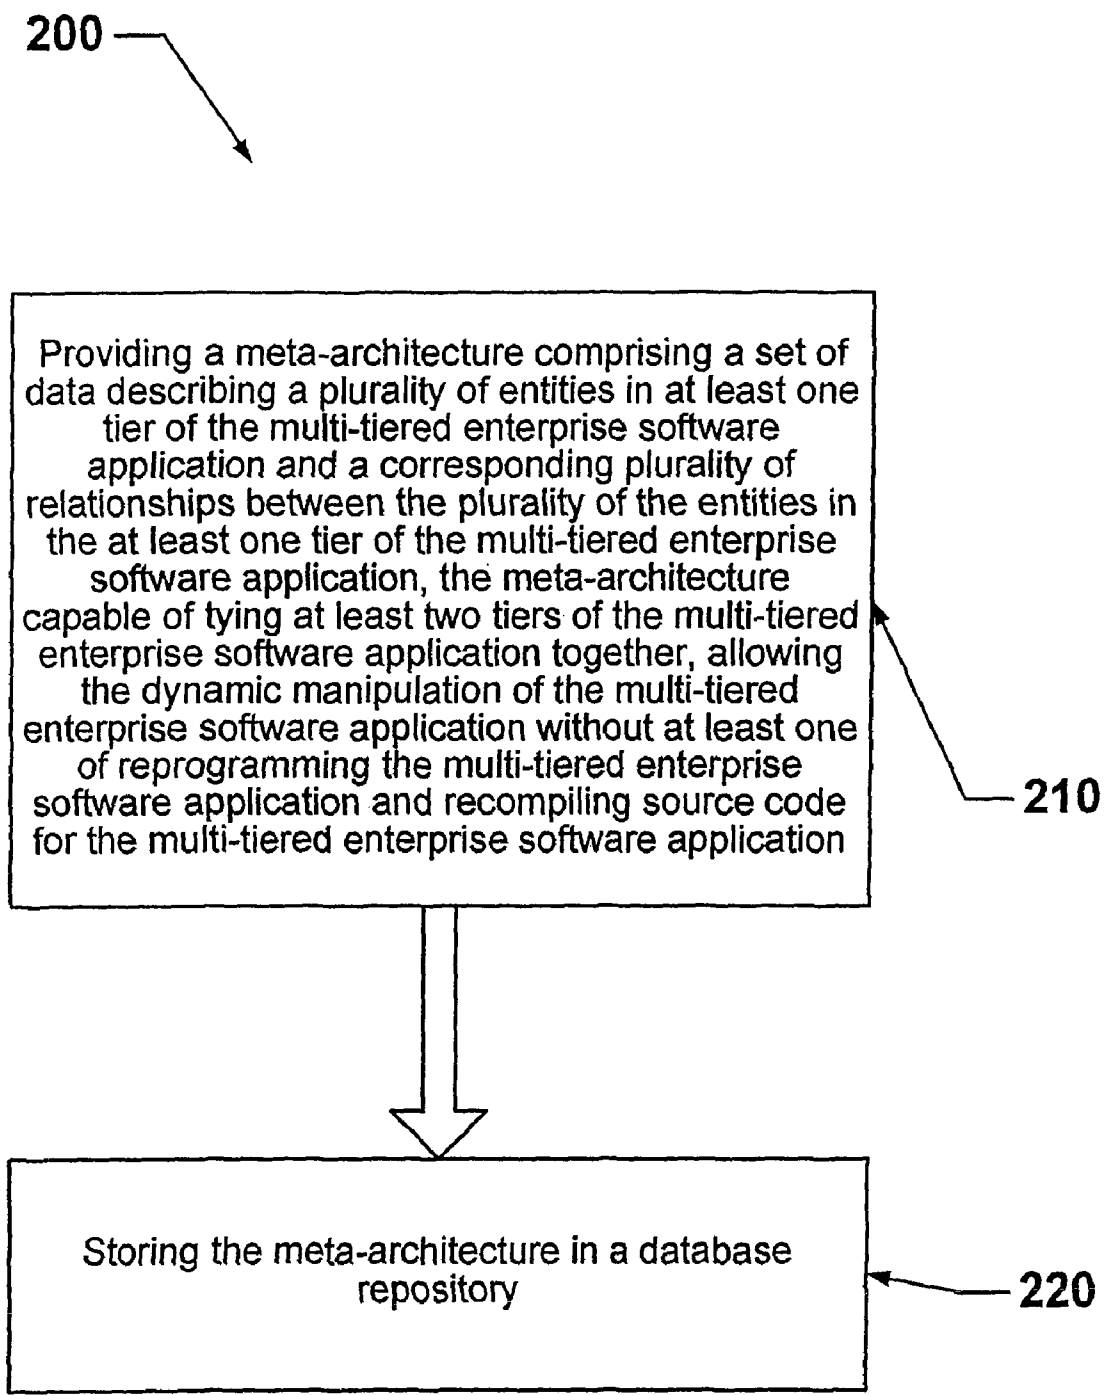 200
Providing a meta-architecture comprising a set of
data describing a plurality of entities in at least one
tier of the multi-tiered enterprise software
application and a corresponding plurality of
relationships between the plurality of the entities in
the at least one tier of the multi-tiered enterprise
software application, the meta-architecture
capable of tying at least two tiers of the multi-tiered
enterprise software application together, allowing
the dynamic manipulation of the multi-tiered
enterprise software application without at least one
of reprogramming the multi-tiered enterprise
software application and recompiling source code
for the multi-tiered enterprise software application
210
Storing the meta-architecture in a database
repository
220